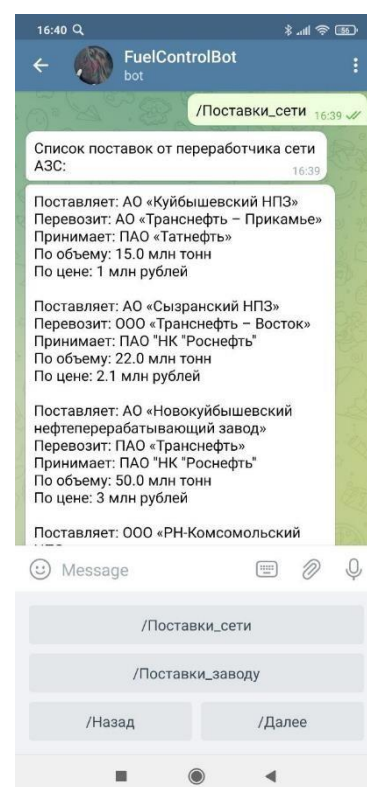 16:40
56
FuelControlBot
bot
/Поставки_сети 16:39
Список поставок от переработчика сети
АЗС:
16:39
Поставляет: АО «Куйбышевский НПЗ»
Перевозит: АО «Транснефть – Прикамье»
Принимает: ПАО «Татнефть»
По объему: 15.0 млн тонн
По цене: 1 млн рублей
Поставляет: АО «Сызранский НПЗ»
Перевозит: ООО «Транснефть – Восток»
Принимает: ПАО "НК "Роснефть"
По объему: 22.0 млн тонн
По цене: 2.1 млн рублей
Поставляет: АО «Новокуйбышевский
нефтеперерабатывающий завод»
Перевозит: ПАО «Транснефть»
Принимает: ПАО "НК "Роснефть"
По объему: 50.0 млн тонн
По цене: 3 млн рублей
Поставляет: ООО «РН-Комсомольский
Message
/Поставки_сети
/Поставки_заводу
/Назад
/Далее